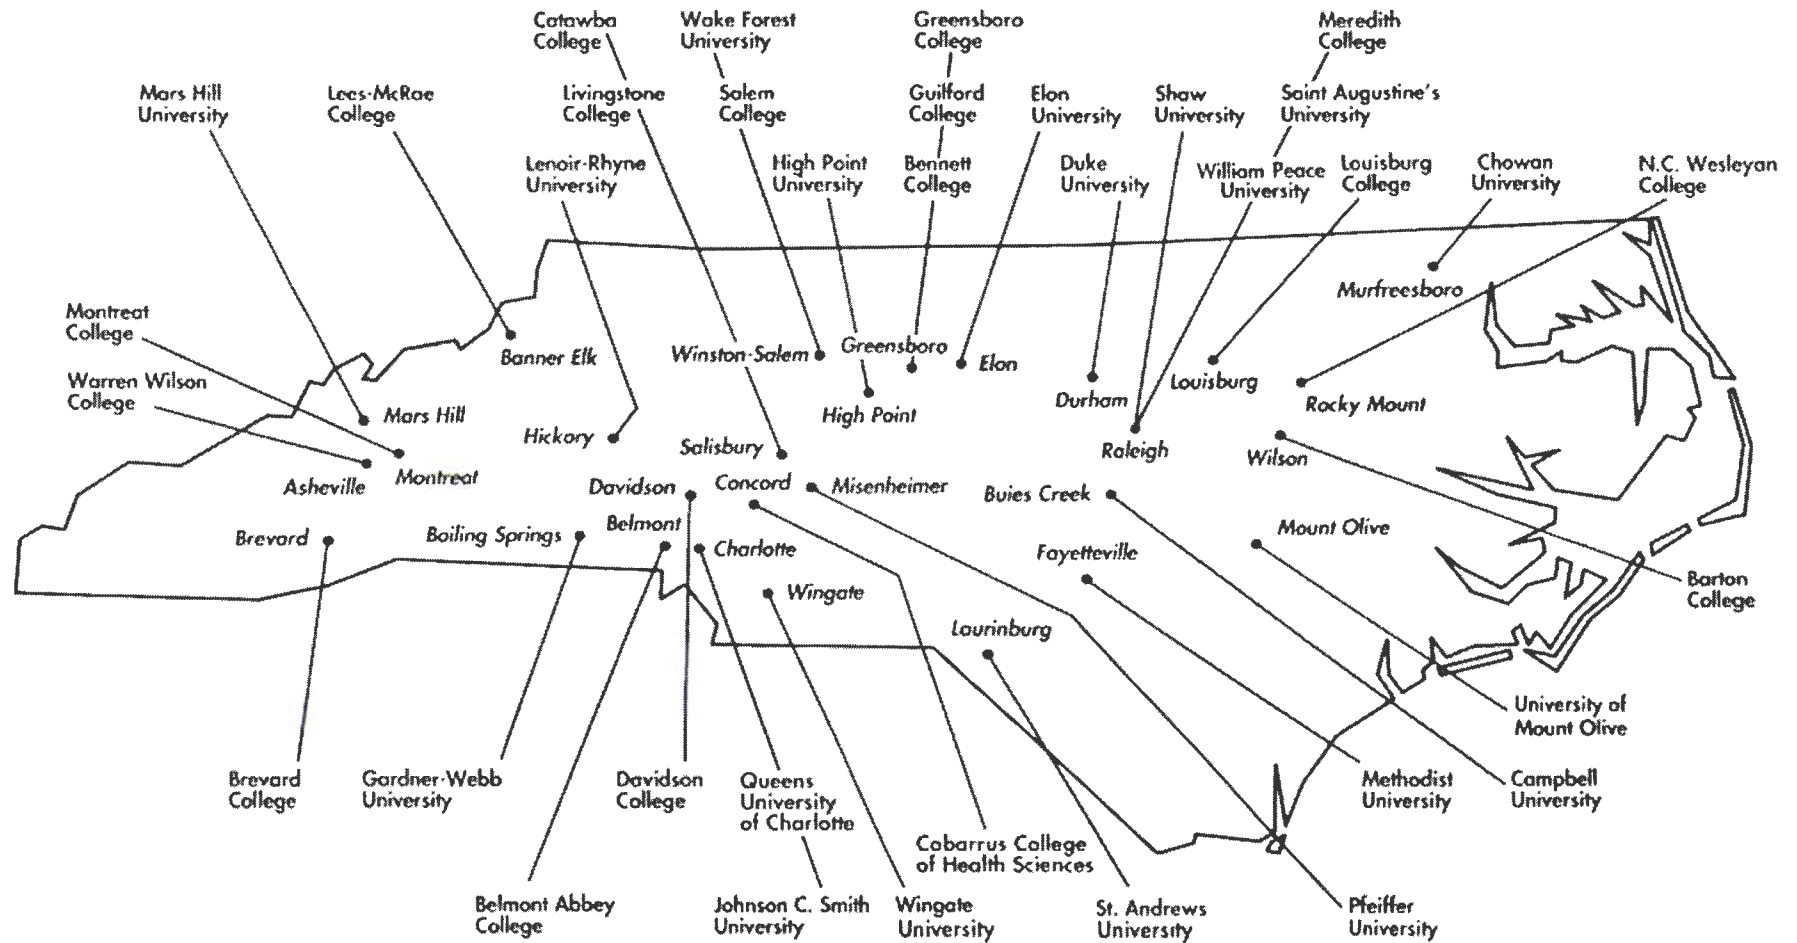 Catawba
College
Wake Forest
University
Greensboro
College
Meredith
College
Mars Hill
University
Lees-McRae
College
Livingstone
College
Salem
College
Guilford
College
Elon
University
Shaw
University
Saint Augustine's
University
Lenoir-Rhyne
University
High Point
University
Bennett
College
Duke
University
William Peace
University
Louisburg
College
Chowan
University
N.C. Wesleyan
College
Murfreesboro
Montreat
College
Banner Elk
Winston-Salem
Greensboro
Elon
Louisburg
Warren Wilson
College
Mars Hill
High Point
Durham
Rocky Mount
Hickory
Salisbury
Raleigh
Wilson
Asheville
Montreat
Davidson
Concord
Misenheimer
Buies Creek
Brevard
Boiling Springs
Belmont
Charlotte
Fayetteville
Mount Olive
Wingate
Barton
College
Laurinburg
University of
Mount Olive
Brevard
College
Gardner-Webb
University
Davidson
College
Queens
University
of Charlotte
Methodist
University
Campbell
University
Cabarrus College
of Health Sciences
Belmont Abbey
College
Johnson C. Smith
University
Wingate
University
St. Andrews
University
Pfeiffer
University